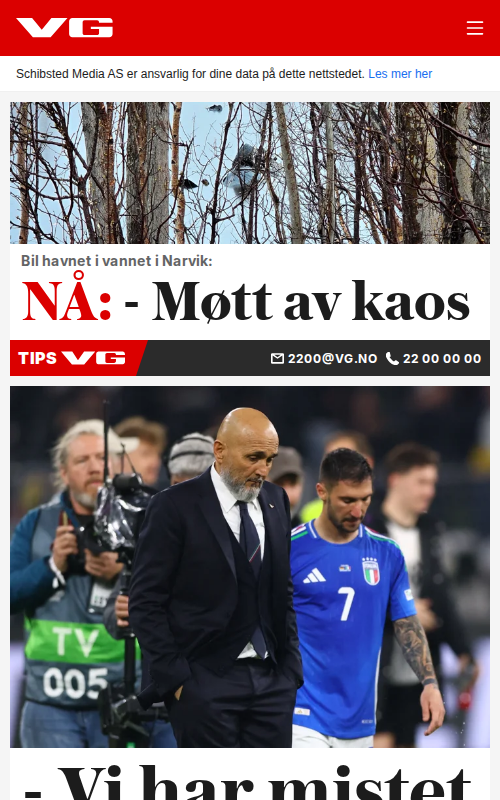 VG
Schibsted Media AS er ansvarlig for dine data på dette nettstedet. Les mer her
Bil havnet i vannet i Narvik:
NÅ: - Møtt av kaos
TIPS VG 2200@VG.NO 22 00 00 00
TV
005
7
- Vi har mistet